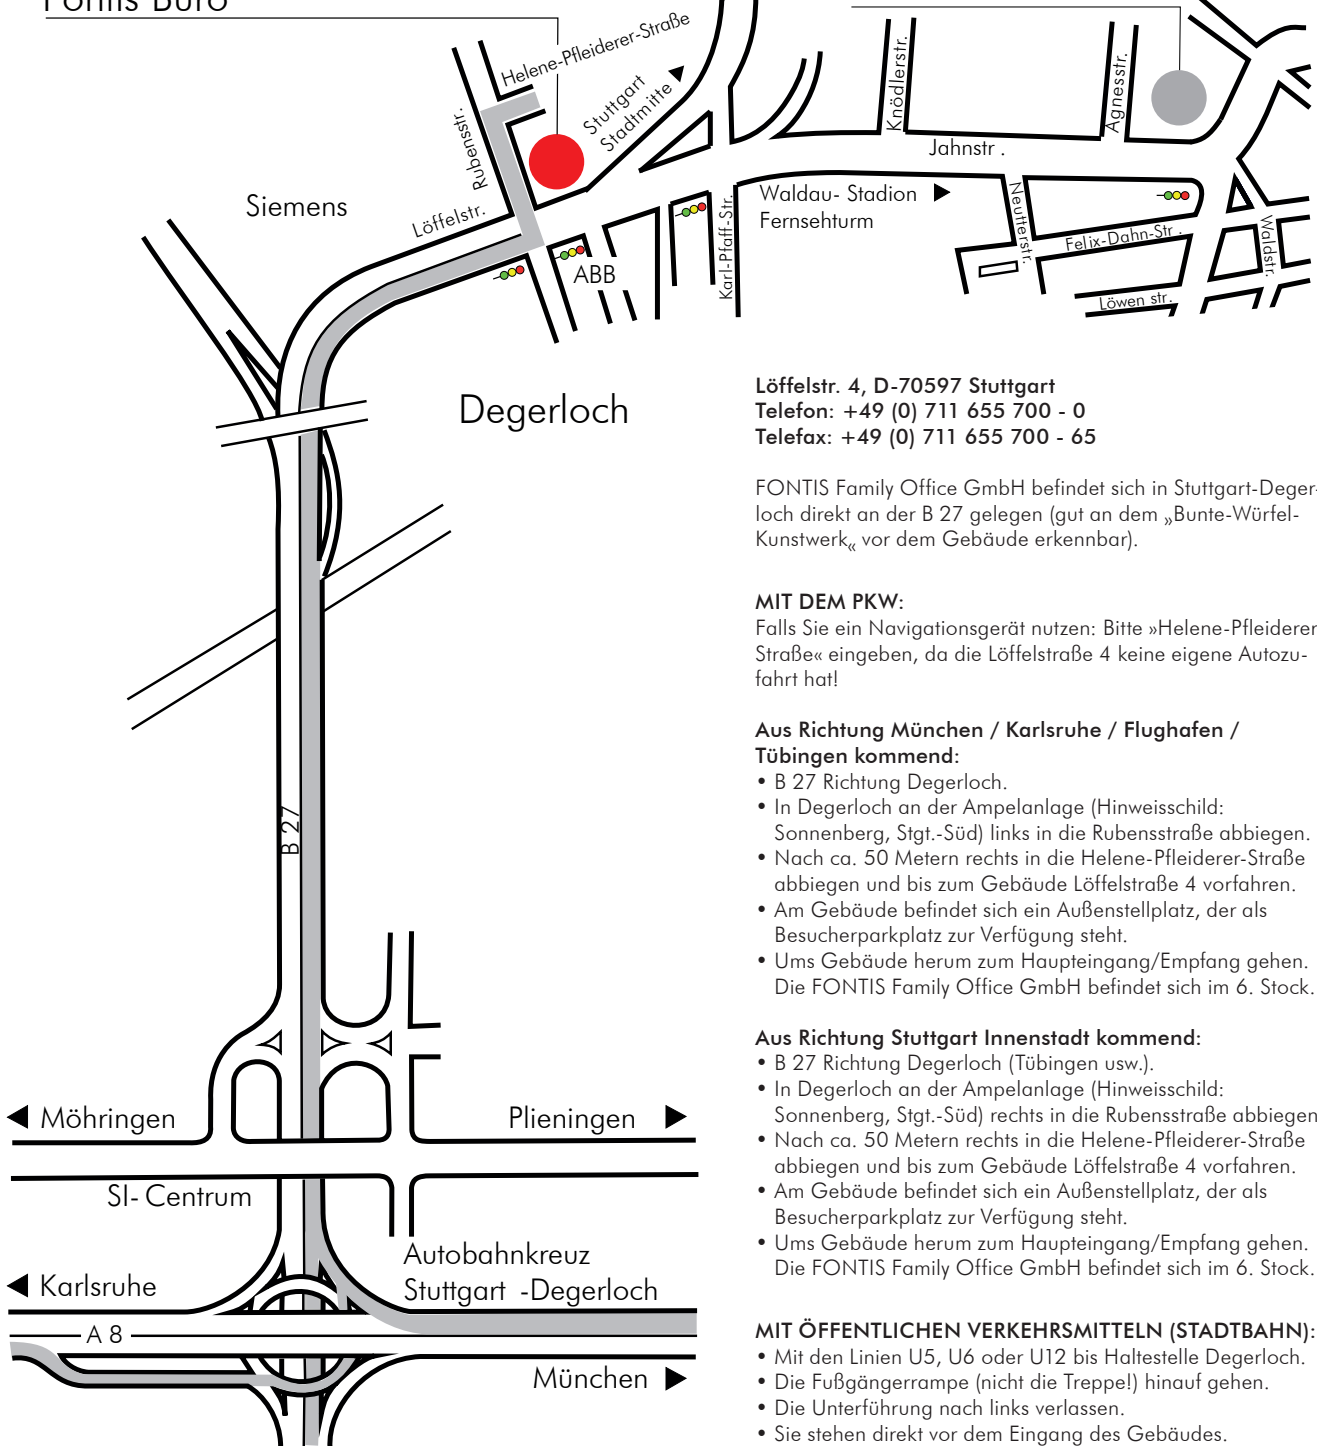 Fontis Büro
Helene-Pfleiderer-Straße
Stuttgart
Stadtmitte
Rubensstr.
Knödlerstr.
Agnesstr.
Jahnstr .
Siemens
Löffelstr.
Waldau- Stadion
Fernsehturm
Karl-Pfaff-Str.
Neutterstr.
Felix-Dahn-Str .
Waldstr.
ABB
Löwen str.
Degerloch
B 27
Möhringen
Plieningen
SI- Centrum
Autobahnkreuz
Stuttgart -Degerloch
Karlsruhe
A 8
München
Löffelstr. 4, D-70597 Stuttgart
Telefon: +49 (0) 711 655 700 - 0
Telefax: +49 (0) 711 655 700 - 65
FONTIS Family Office GmbH befindet sich in Stuttgart-Deger-
loch direkt an der B 27 gelegen (gut an dem „Bunte-Würfel-
Kunstwerk„ vor dem Gebäude erkennbar).
MIT DEM PKW:
Falls Sie ein Navigationsgerät nutzen: Bitte »Helene-Pfleiderer
Straße« eingeben, da die Löffelstraße 4 keine eigene Autozu-
fahrt hat!
Aus Richtung München / Karlsruhe / Flughafen /
Tübingen kommend:
• B 27 Richtung Degerloch.
• In Degerloch an der Ampelanlage (Hinweisschild:
Sonnenberg, Stgt.-Süd) links in die Rubensstraße abbiegen.
• Nach ca. 50 Metern rechts in die Helene-Pfleiderer-Straße
abbiegen und bis zum Gebäude Löffelstraße 4 vorfahren.
• Am Gebäude befindet sich ein Außenstellplatz, der als
Besucherparkplatz zur Verfügung steht.
• Ums Gebäude herum zum Haupteingang/Empfang gehen.
Die FONTIS Family Office GmbH befindet sich im 6. Stock.
Aus Richtung Stuttgart Innenstadt kommend:
• B 27 Richtung Degerloch (Tübingen usw.).
• In Degerloch an der Ampelanlage (Hinweisschild:
Sonnenberg, Stgt.-Süd) rechts in die Rubensstraße abbiegen
• Nach ca. 50 Metern rechts in die Helene-Pfleiderer-Straße
abbiegen und bis zum Gebäude Löffelstraße 4 vorfahren.
• Am Gebäude befindet sich ein Außenstellplatz, der als
Besucherparkplatz zur Verfügung steht.
• Ums Gebäude herum zum Haupteingang/Empfang gehen.
Die FONTIS Family Office GmbH befindet sich im 6. Stock.
MIT ÖFFENTLICHEN VERKEHRSMITTELN (STADTBAHN):
• Mit den Linien U5, U6 oder U12 bis Haltestelle Degerloch.
• Die Fußgängerrampe (nicht die Treppe!) hinauf gehen.
• Die Unterführung nach links verlassen.
• Sie stehen direkt vor dem Eingang des Gebäudes.